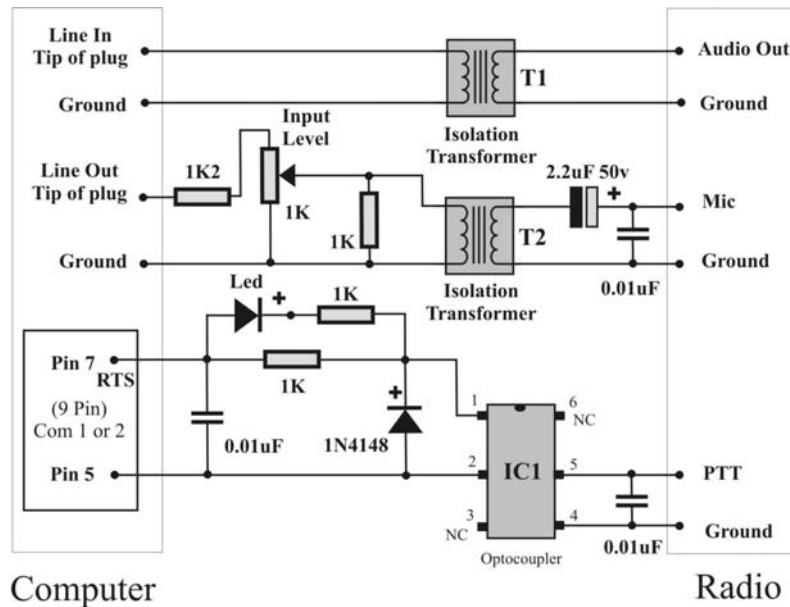 Line In
Tip of plug
Audio Out
T1
Ground
Ground
Input
Level
Isolation
Transformer
Line Out
Tip of plug
1K2
1K
1K
2.2uF 50v
+
Mic
T2
Ground
Ground
0.01uF
Led
+
1K
Isolation
Transformer
Pin 7
RTS
1K
(9 Pin)
Com 1 or 2
+
1
6
NC
0.01uF
1N4148
Pin 5
2
IC1
5
PTT
3
NC
4
Ground
0.01uF
Optocoupler
Computer
Radio